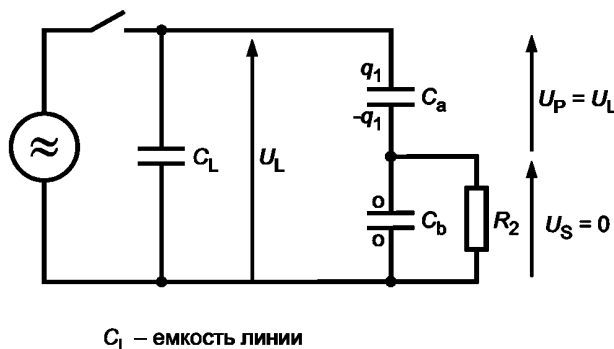 q1
-q1
Ca
UP = UL
≈
CL
UL
o
o
Cb
R2
US = 0
CL – емкость линии